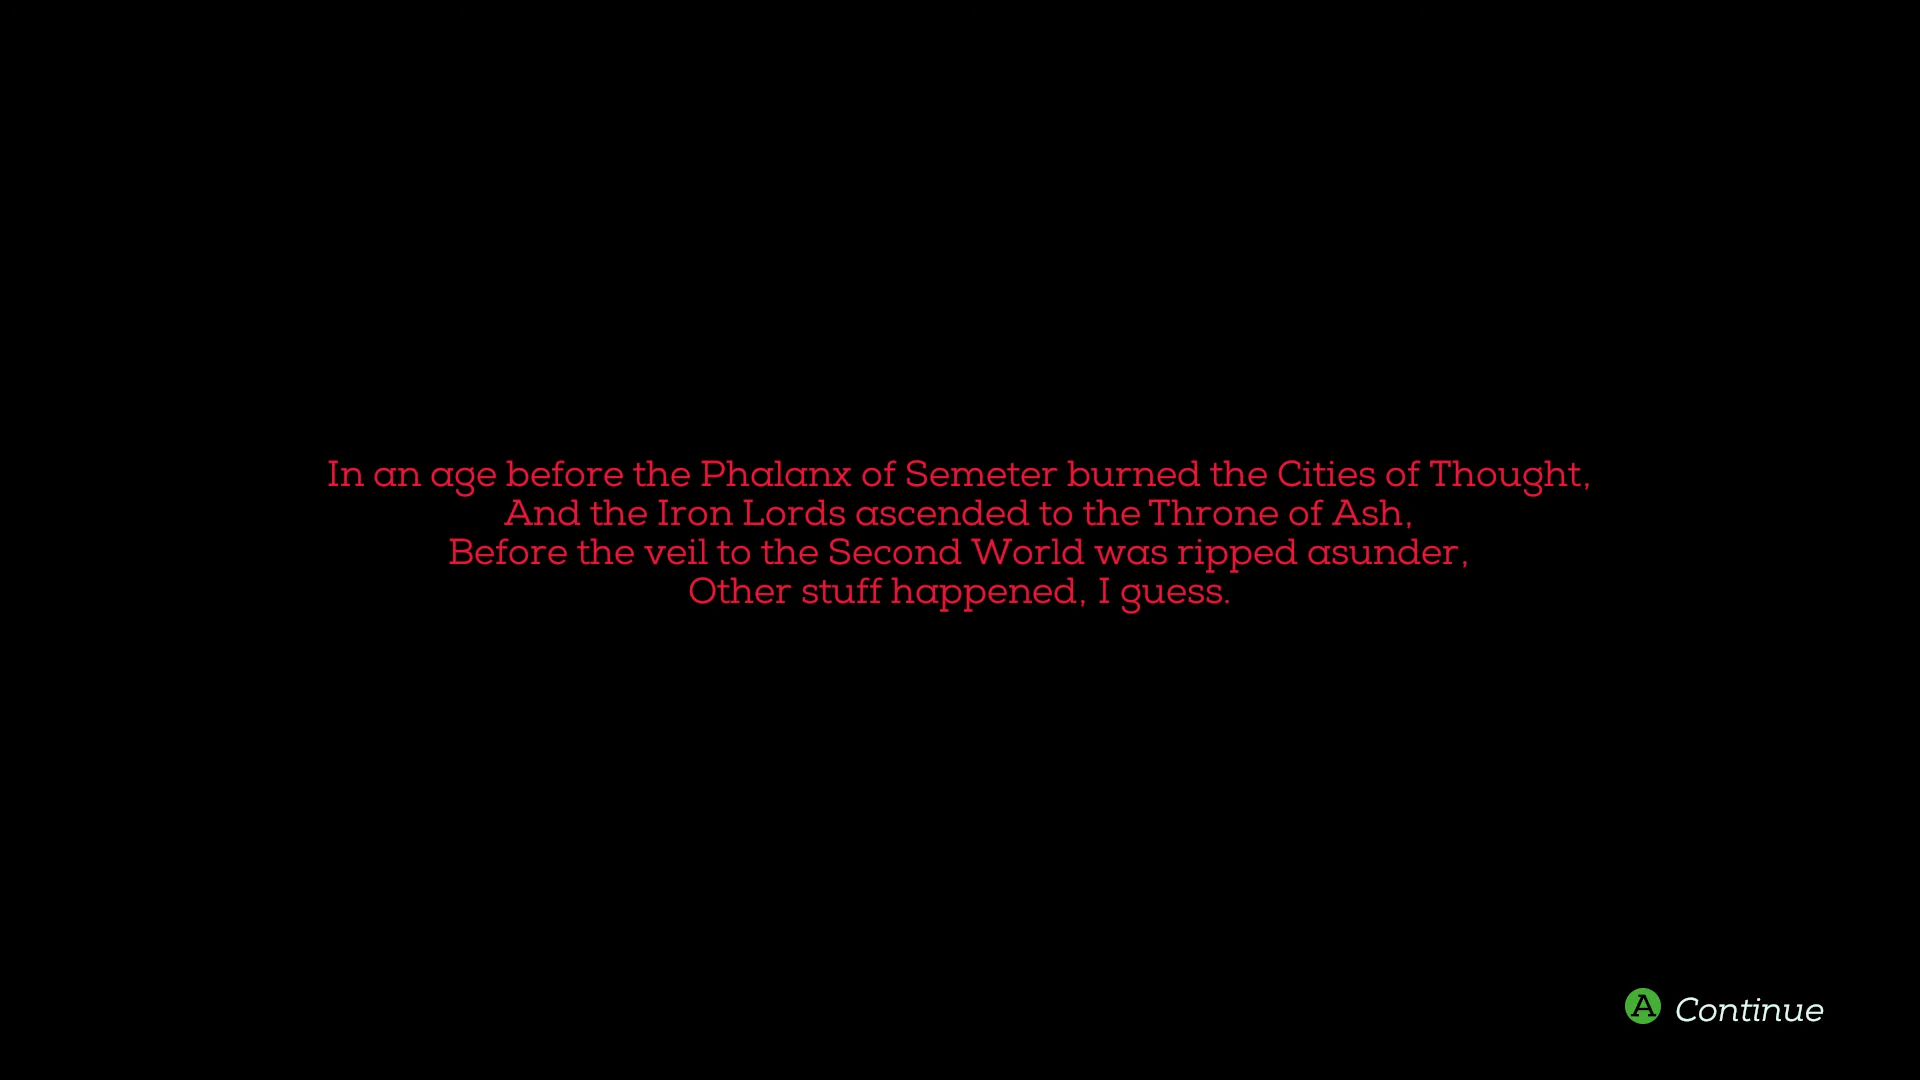 In an age before the Phalanx of Semeter burned the Cities of Thought,
And the Iron Lords ascended to the Throne of Ash,
Before the veil to the Second World was ripped asunder,
Other stuff happened, I guess.
A Continue